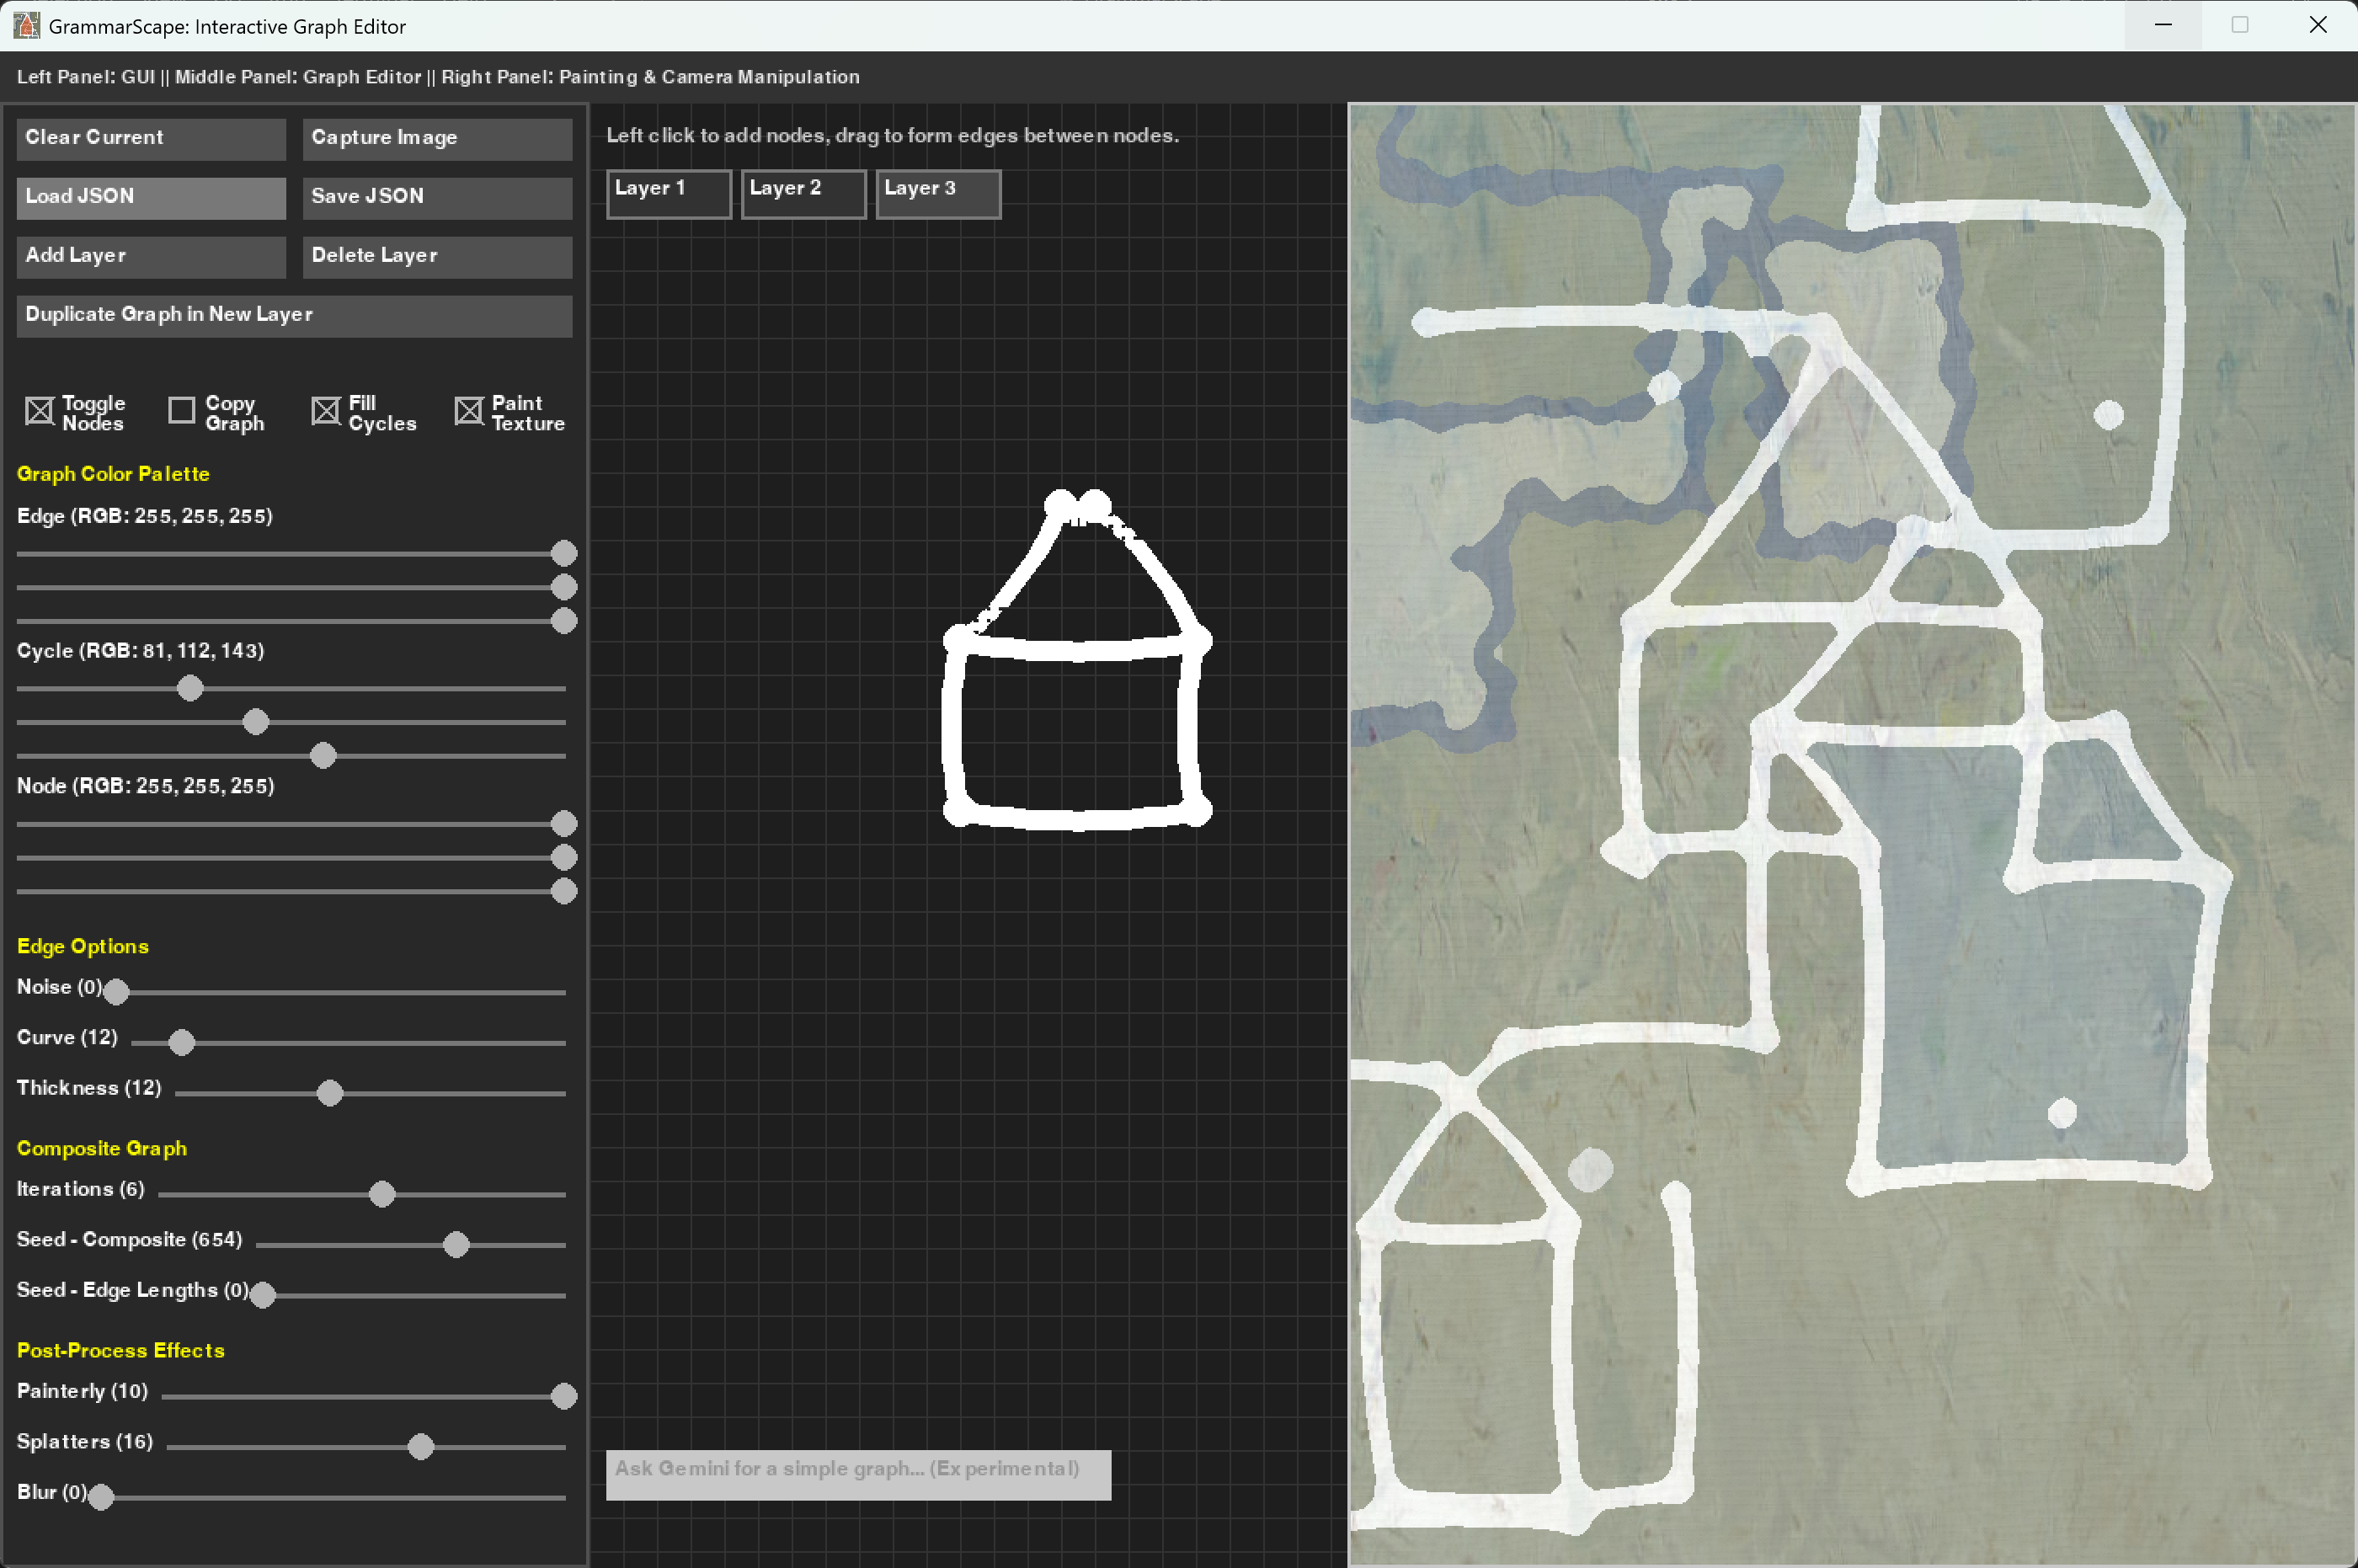 GrammarScape: Interactive Graph Editor
Left Panel: GUI || Middle Panel: Graph Editor || Right Panel: Painting & Camera Manipulation
Clear Current
Capture Image
Load JSON
Save JSON
Add Layer
Delete Layer
Duplicate Graph in New Layer
Toggle
Nodes
Copy
Graph
Fill
Cycles
Paint
Texture
Graph Color Palette
Edge (RGB: 255, 255, 255)
Cycle (RGB: 81, 112, 143)
Node (RGB: 255, 255, 255)
Edge Options
Noise (0)
Curve (12)
Thickness (12)
Composite Graph
Iterations (6)
Seed - Composite (654)
Seed - Edge Lengths (0)
Post-Process Effects
Painterly (10)
Splatters (16)
Blur (0)
Left click to add nodes, drag to form edges between nodes.
Layer 1
Layer 2
Layer 3
Ask Gemini for a simple graph... (Experimental)